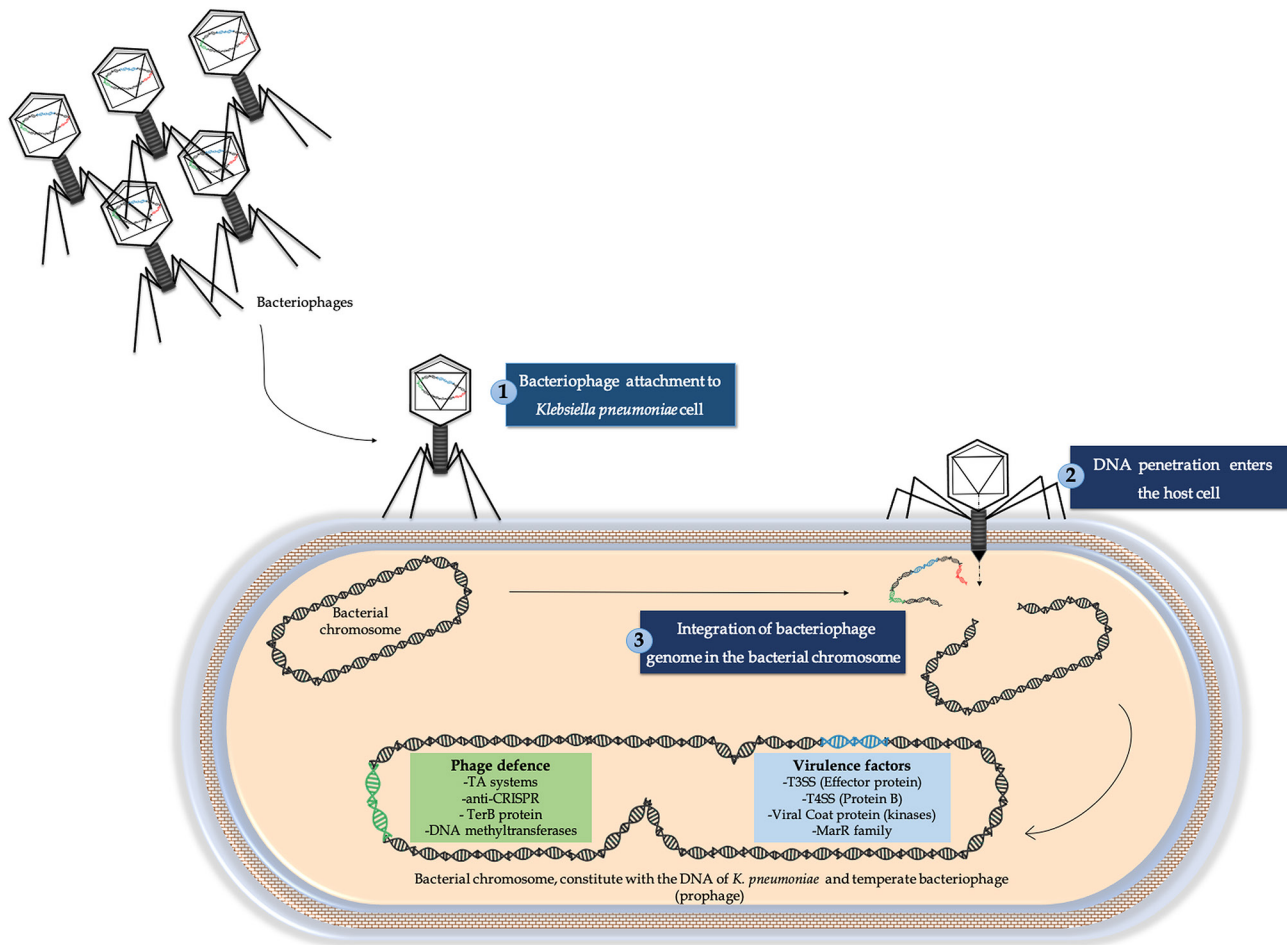 Bacteriophages
1
Bacteriophage attachment to
Klebsiella pneumoniae cell
2
DNA penetration enters
the host cell
Bacterial
chromosome
3
Integration of bacteriophage
genome in the bacterial chromosome
Phage defence
-TA systems
-anti-CRISPR
- TerB protein
-DNA methyltransferases
Virulence factors
-T3SS (Effector protein)
-T4SS (Protein B)
-Viral Coat protein (kinases)
-MarR family
Bacterial chromosome, constitute with the DNA of K. pneumoniae and temperate bacteriophage
(prophage)